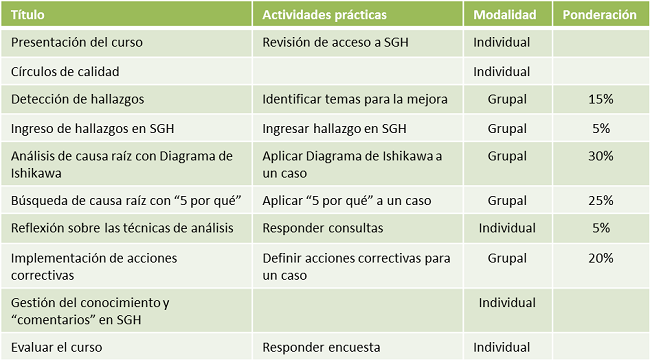 Título Actividades prácticas Modalidad Ponderación
Presentación del curso Revisión de acceso a SGH Individual
Círculos de calidad Individual
Detección de hallazgos Identificar temas para la mejora Grupal 15%
Ingreso de hallazgos en SGH Ingresar hallazgo en SGH Grupal 5%
Análisis de causa raíz con Diagrama de Aplicar Diagrama de Ishikawa a Grupal 30%
Ishikawa un caso
Búsqueda de causa raíz con “5 por qué” Aplicar “5 por qué” a un caso Grupal 25%
Reflexión sobre las técnicas de análisis Responder consultas Individual 5%
Implementación de acciones Definir acciones correctivas para Grupal 20%
correctivas un caso
Gestión del conocimiento y Individual
“comentarios” en SGH
Evaluar el curso Responder encuesta Individual